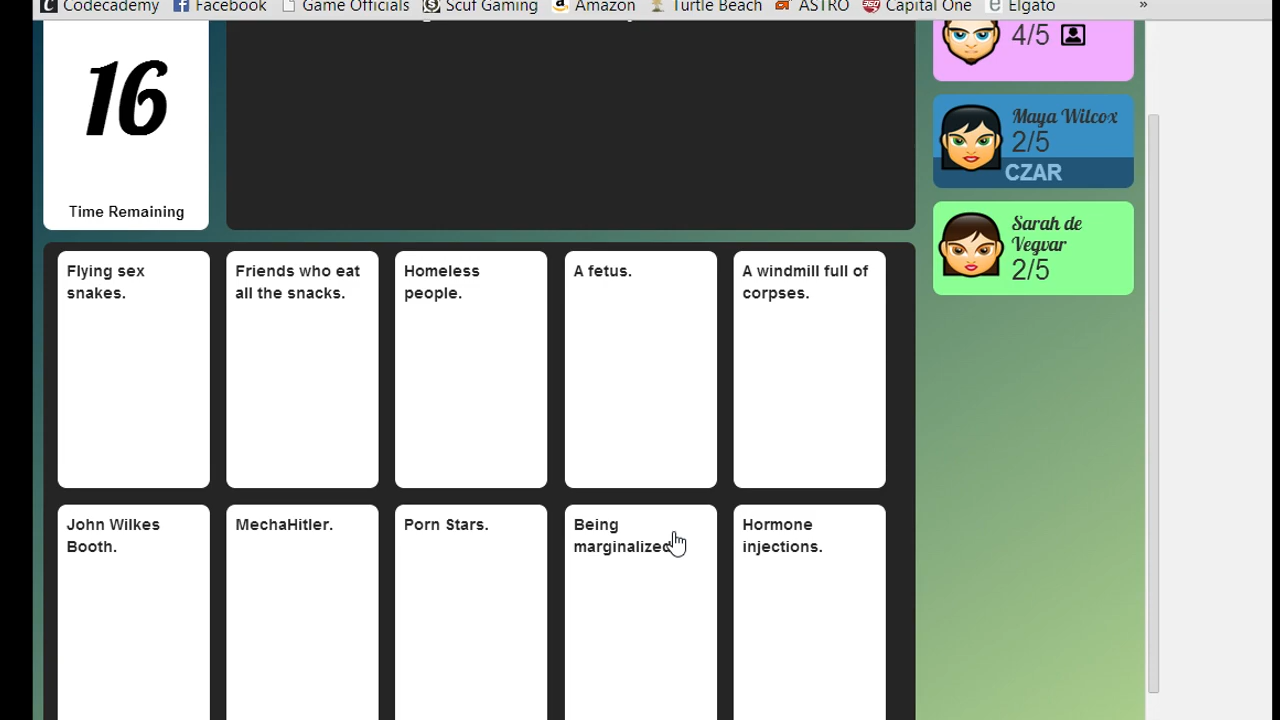 Codecademy Facebook Game Officials Scuf Gaming Amazon Turtle Beach ASTRO Capital One Elgato »
16
Time Remaining
4/5
Maya Wilcox
2/5
CZAR
Sarah de
Vegvar
2/5
Flying sex
snakes.
Friends who eat
all the snacks.
Homeless
people.
A fetus.
A windmill full of
corpses.
John Wilkes
Booth.
MechaHitler.
Porn Stars.
Being
marginalized
Hormone
injections.